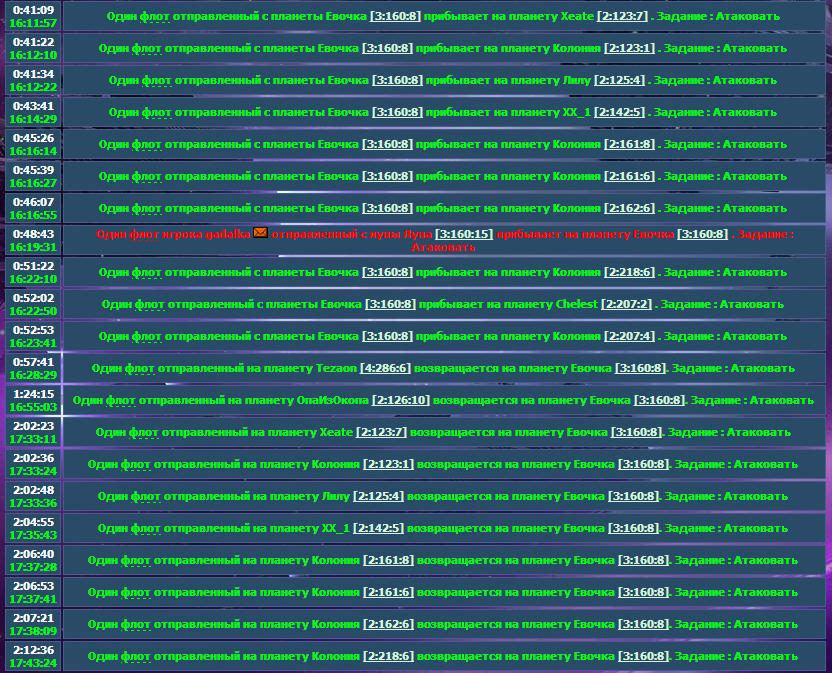 0:41:09
16:11:57
Один флот отправленный с планеты Евочка [3:160:8] прибывает на планету Xeate [2:123:7] . Задание : Атаковать
0:41:22
16:12:10
Один флот отправленный с планеты Евочка [3:160:8] прибывает на планету Колония [2:123:1] . Задание : Атаковать
0:41:34
16:12:22
Один флот отправленный с планеты Евочка [3:160:8] прибывает на планету Лилу [2:125:4] . Задание : Атаковать
0:43:41
16:14:29
Один флот отправленный с планеты Евочка [3:160:8] прибывает на планету XX_1 [2:142:5] . Задание : Атаковать
0:45:26
16:16:14
Один флот отправленный с планеты Евочка [3:160:8] прибывает на планету Колония [2:161:8] . Задание : Атаковать
0:45:39
16:16:27
Один флот отправленный с планеты Евочка [3:160:8] прибывает на планету Колония [2:161:6] . Задание : Атаковать
0:46:07
16:16:55
Один флот отправленный с планеты Евочка [3:160:8] прибывает на планету Колония [2:162:6] . Задание : Атаковать
0:48:43
16:19:31
Один флот игрока qadalka отправленный с луны Луна [3:160:15] прибывает на планету Евочка [3:160:8] . Задание :
Атаковать
0:51:22
16:22:10
Один флот отправленный с планеты Евочка [3:160:8] прибывает на планету Колония [2:218:6] . Задание : Атаковать
0:52:02
16:22:50
Один флот отправленный с планеты Евочка [3:160:8] прибывает на планету Chelest [2:207:2] . Задание : Атаковать
0:52:53
16:23:41
Один флот отправленный с планеты Евочка [3:160:8] прибывает на планету Колония [2:207:4] . Задание : Атаковать
0:57:41
16:28:29
Один флот отправленный на планету Tezaon [4:286:6] возвращается на планету Евочка [3:160:8]. Задание : Атаковать
1:24:15
16:55:03
Один флот отправленный на планету ОпаИзОкопа [2:126:10] возвращается на планету Евочка [3:160:8]. Задание : Атаковать
2:02:23
17:33:11
Один флот отправленный на планету Xeate [2:123:7] возвращается на планету Евочка [3:160:8]. Задание : Атаковать
2:02:36
17:33:24
Один флот отправленный на планету Колония [2:123:1] возвращается на планету Евочка [3:160:8]. Задание : Атаковать
2:02:48
17:33:36
Один флот отправленный на планету Лилу [2:125:4] возвращается на планету Евочка [3:160:8]. Задание : Атаковать
2:04:55
17:35:43
Один флот отправленный на планету XX_1 [2:142:5] возвращается на планету Евочка [3:160:8]. Задание : Атаковать
2:06:40
17:37:28
Один флот отправленный на планету Колония [2:161:8] возвращается на планету Евочка [3:160:8]. Задание : Атаковать
2:06:53
17:37:41
Один флот отправленный на планету Колония [2:161:6] возвращается на планету Евочка [3:160:8]. Задание : Атаковать
2:07:21
17:38:09
Один флот отправленный на планету Колония [2:162:6] возвращается на планету Евочка [3:160:8]. Задание : Атаковать
2:12:36
17:43:24
Один флот отправленный на планету Колония [2:218:6] возвращается на планету Евочка [3:160:8]. Задание : Атаковать